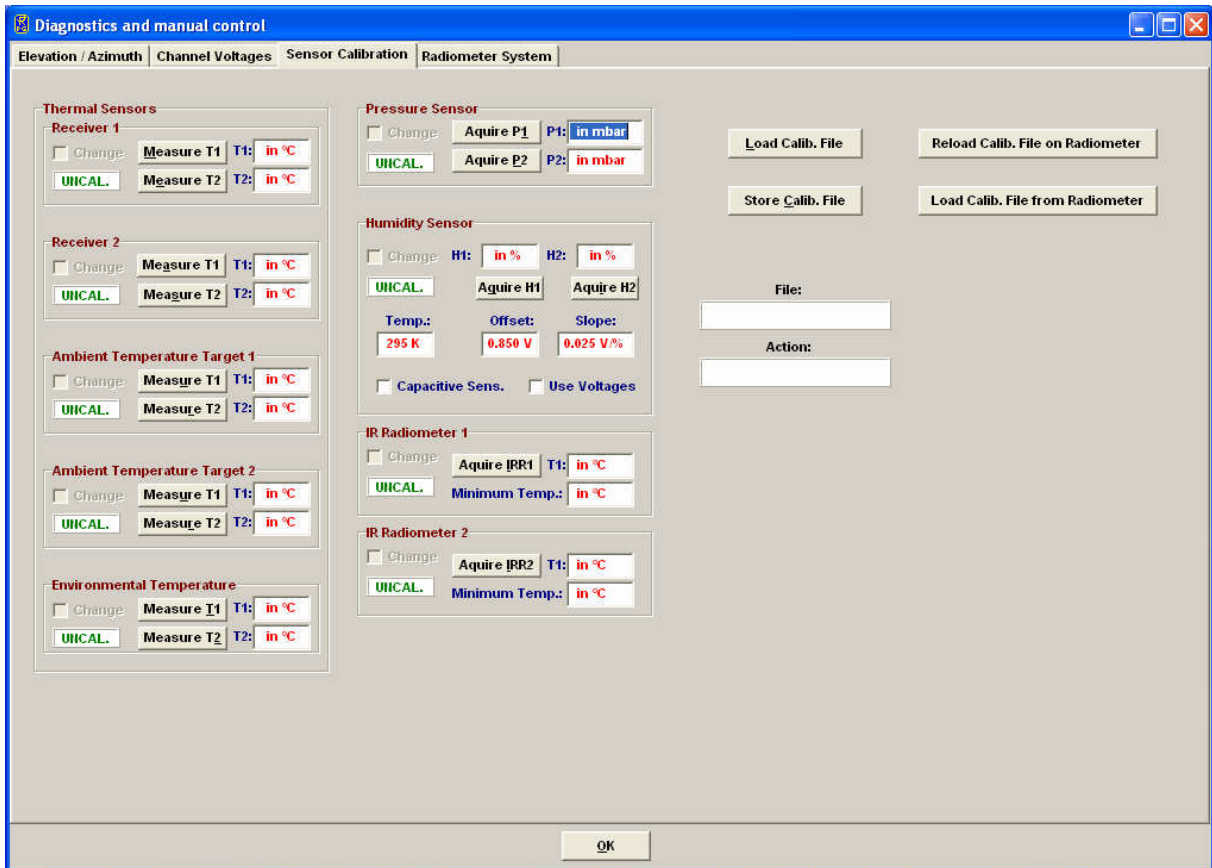 Diagnostics and manual control
Elevation / Azimuth
Channel Voltages
Sensor Calibration
Radiometer System
Thermal Sensors
Receiver 1
Change
Measure T1
T1:
in °C
UNCAL.
Measure T2
T2:
in °C
Receiver 2
Change
Measure T1
T1:
in °C
UNCAL.
Measure T2
T2:
in °C
Ambient Temperature Target 1
Change
Measure T1
T1:
in °C
UNCAL.
Measure T2
T2:
in °C
Ambient Temperature Target 2
Change
Measure T1
T1:
in °C
UNCAL.
Measure T2
T2:
in °C
Environmental Temperature
Change
Measure T1
T1:
in °C
UNCAL.
Measure T2
T2:
in °C
Pressure Sensor
Change
Aquire P1
P1:
in mbar
UNCAL.
Aquire P2
P2:
in mbar
Humidity Sensor
Change
H1:
in %
H2:
in %
UNCAL.
Aquire H1
Aquire H2
Temp.:
Offset:
Slope:
295 K
0.850 V
0.025 V/%
Capacitive Sens.
Use Voltages
IR Radiometer 1
Change
Aquire IRR1
T1:
in °C
UNCAL.
Minimum Temp.:
in °C
IR Radiometer 2
Change
Aquire IRR2
T1:
in °C
UNCAL.
Minimum Temp.:
in °C
Load Calib. File
Reload Calib. File on Radiometer
Store Calib. File
Load Calib. File from Radiometer
File:
Action:
OK